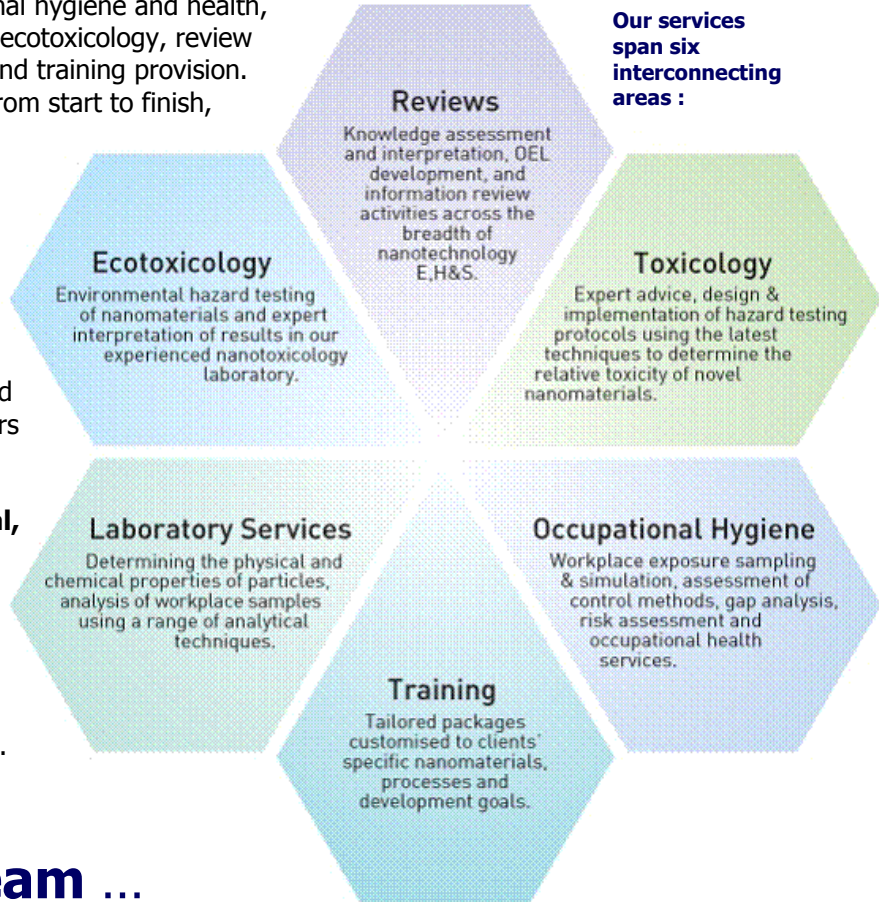 nal hygiene and health,
ecotoxicology, review
nd training provision.
rom start to finish,
Our services
span six
interconnecting
areas :
Reviews
Knowledge assessment
and interpretation, OEL
development, and
information review
activities across the
breadth of
nanotechnology
E,H&S.
Ecotoxicology
Environmental hazard testing
of nanomaterials and expert
interpretation of results in our
experienced nanotoxicology
laboratory.
Toxicology
Expert advice, design &
implementation of hazard testing
protocols using the latest
techniques to determine the
relative toxicity of novel
nanomaterials.
d
rs
al,
Laboratory Services
Determining the physical and
chemical properties of particles,
analysis of workplace samples
using a range of analytical
techniques.
Occupational Hygiene
Workplace exposure sampling
& simulation, assessment of
control methods, gap analysis,
risk assessment and
occupational health
services.
Training
Tailored packages
customised to clients'
specific nanomaterials,
processes and
development goals.
.
eam ...